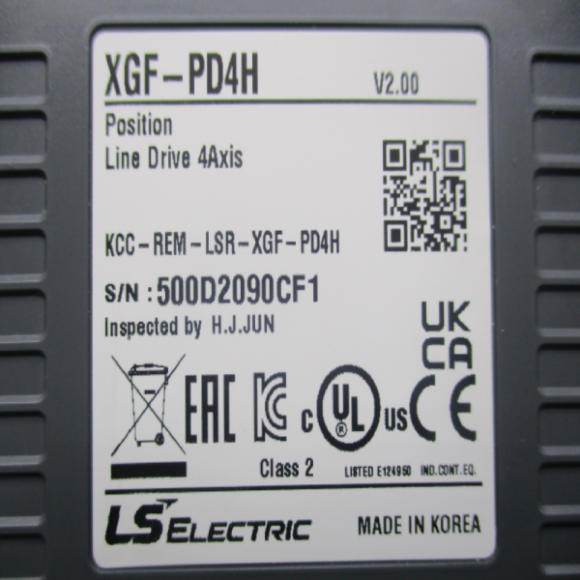 XGF-PD4H V2.00
Position
Line Drive 4Axis
KCC-REM-LSR-XGF-PD4H
S/N : 500D2090CF1
Inspected by H.J.JUN
UK
CA
EAC KC C UL ® US CE
Class 2 LISTED E124950 IND.CONT.EQ.
LS ELECTRIC MADE IN KOREA